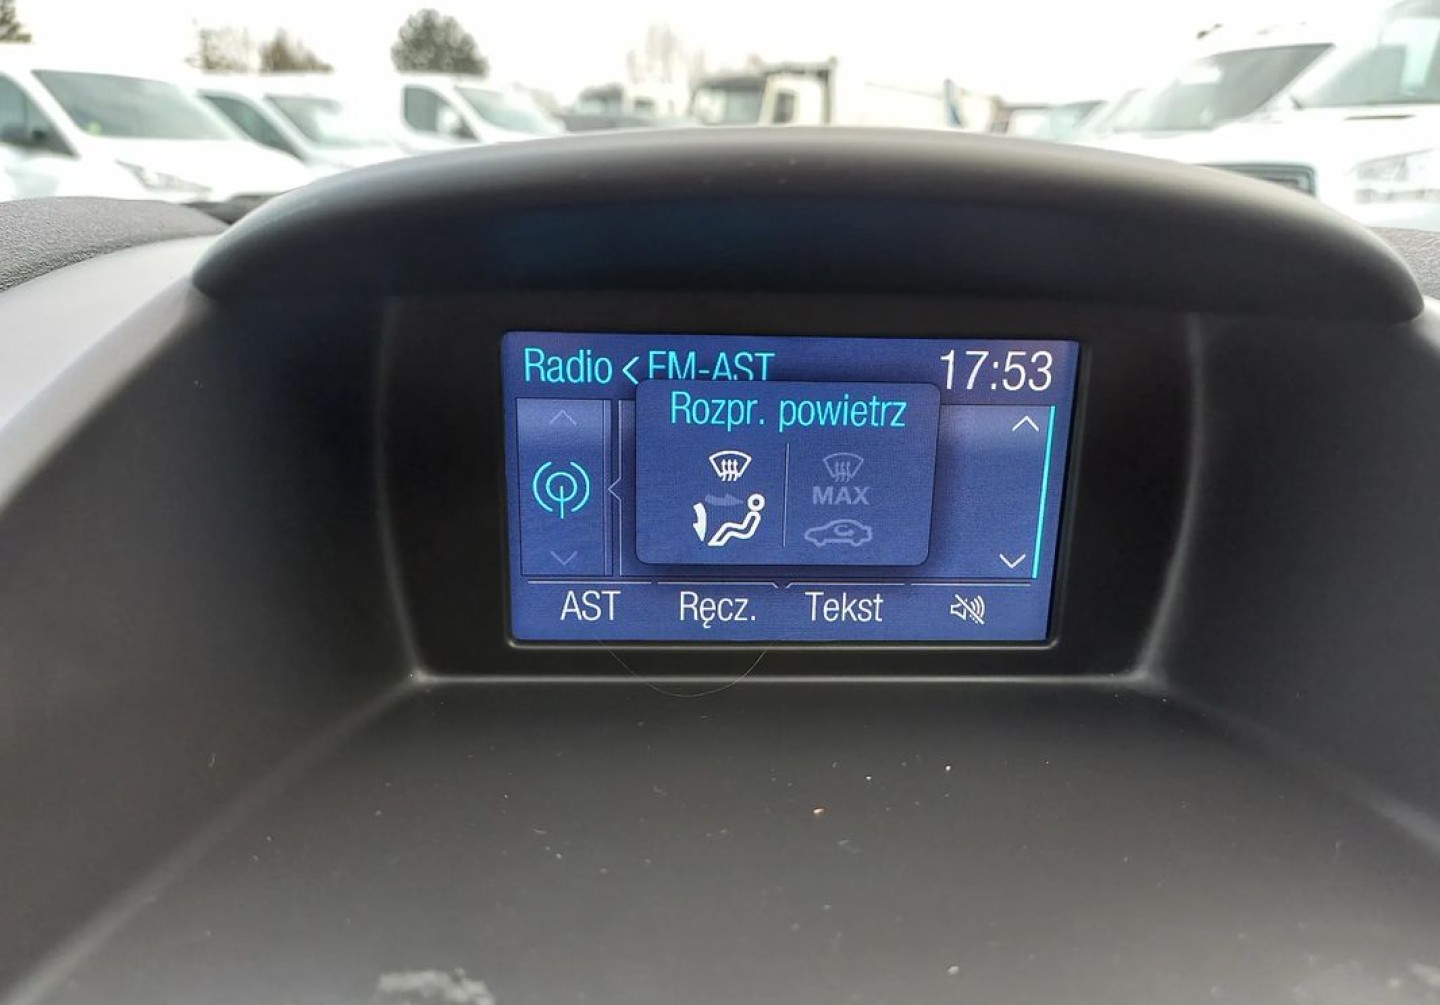 Radio < FM-AST 17:53
Rozpr. powietrz
MAX
AST Ręcz. Tekst